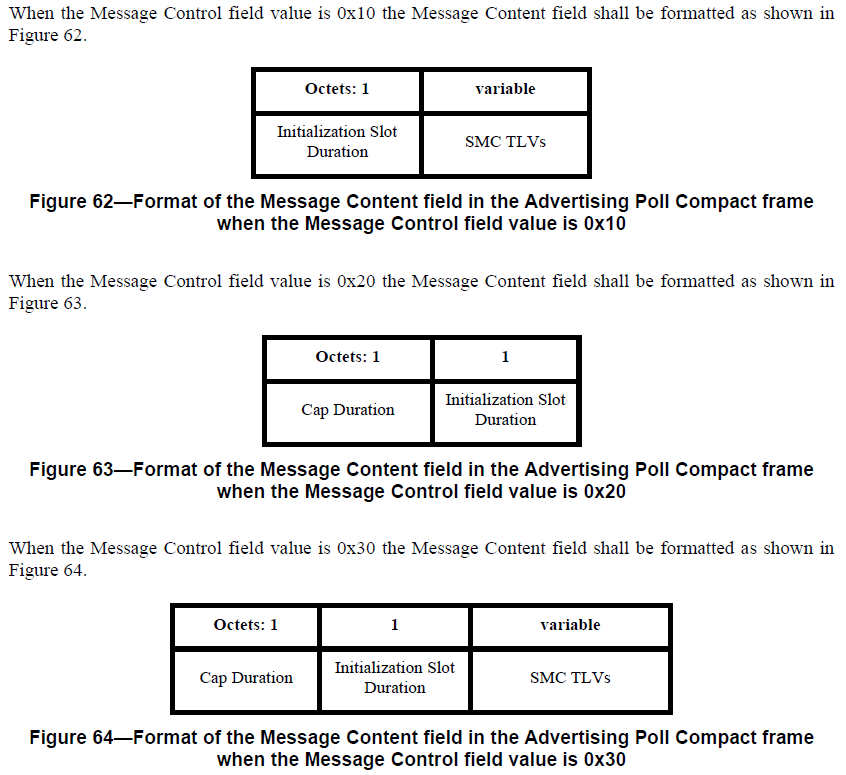 When the Message Control field value is 0x10 the Message Content field shall be formatted as shown in
Figure 62.
Octets: 1 variable
Initialization Slot
Duration
SMC TLVs
Figure 62—Format of the Message Content field in the Advertising Poll Compact frame
when the Message Control field value is 0x10
When the Message Control field value is 0x20 the Message Content field shall be formatted as shown in
Figure 63.
Octets: 1 1
Cap Duration
Initialization Slot
Duration
Figure 63—Format of the Message Content field in the Advertising Poll Compact frame
when the Message Control field value is 0x20
When the Message Control field value is 0x30 the Message Content field shall be formatted as shown in
Figure 64.
Octets: 1 1 variable
Cap Duration
Initialization Slot
Duration
SMC TLVs
Figure 64—Format of the Message Content field in the Advertising Poll Compact frame
when the Message Control field value is 0x30